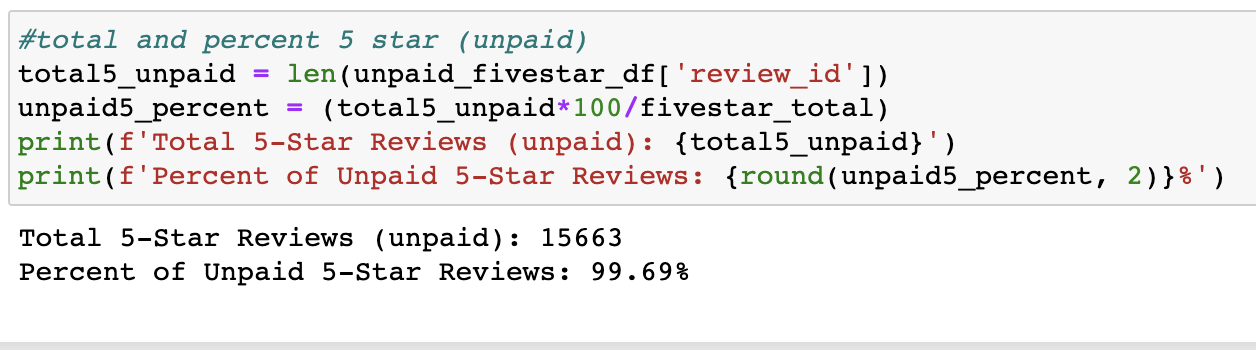 #total and percent 5 star (unpaid)
total5_unpaid = len(unpaid_fivestar_df['review_id'])
unpaid5_percent = (total5_unpaid*100/fivestar_total)
print(f'Total 5-Star Reviews (unpaid): {total5_unpaid}')
print(f'Percent of Unpaid 5-Star Reviews: {round(unpaid5_percent, 2)}%')
Total 5-Star Reviews (unpaid): 15663
Percent of Unpaid 5-Star Reviews: 99.69%